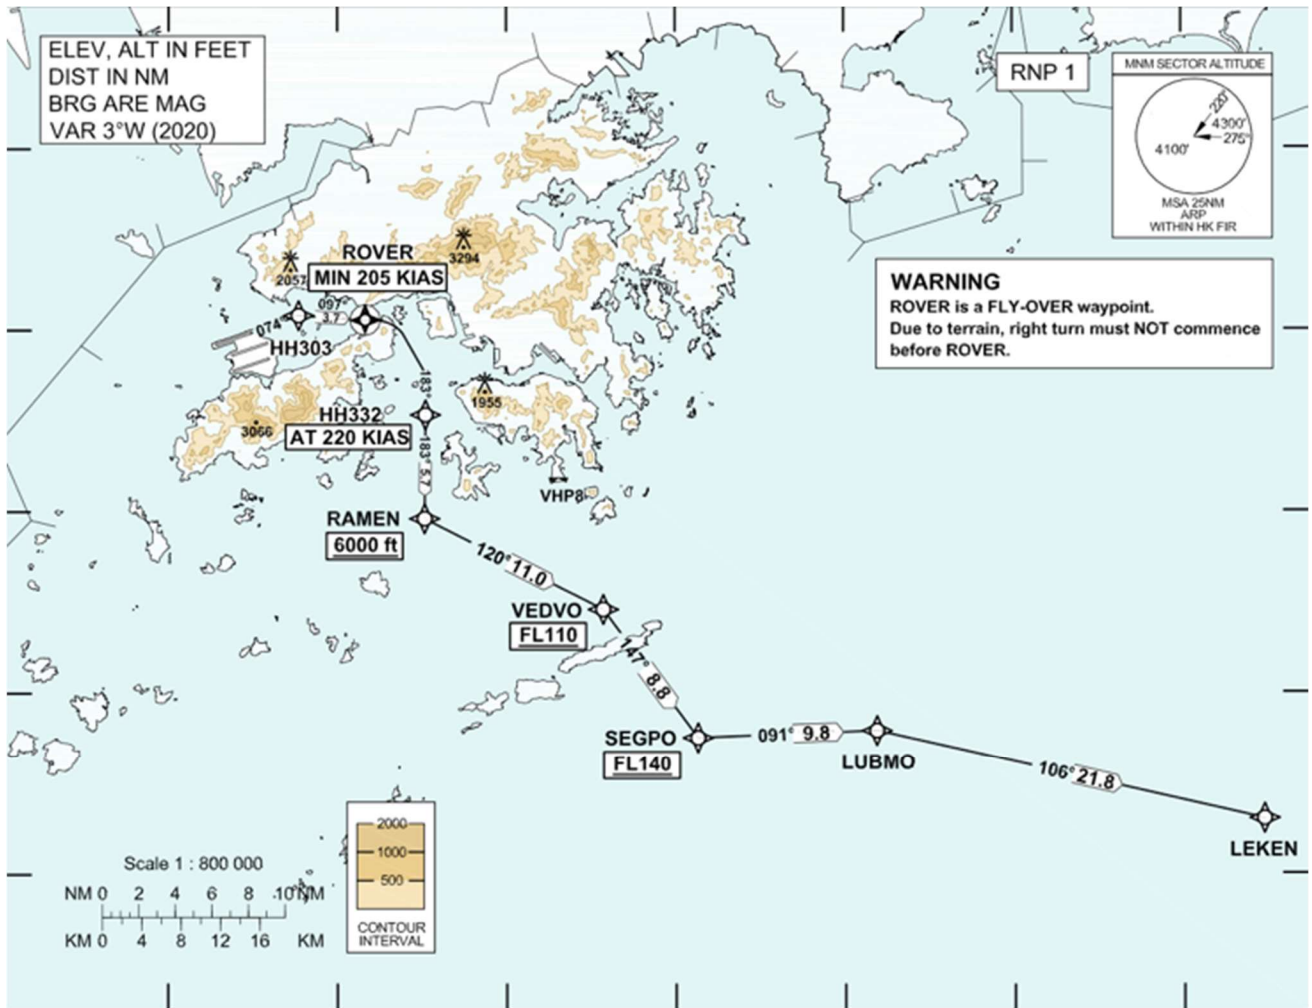 ELEV, ALT IN FEET
DIST IN NM
BRG ARE MAG
VAR 3°W (2020)
RNP 1
MNM SECTOR ALTITUDE
220°
4300'
275°
4100'
MSA 25NM
ARP
WITHIN HK FIR
WARNING
ROVER is a FLY-OVER waypoint.
Due to terrain, right turn must NOT commence
before ROVER.
ROVER
MIN 205 KIAS
3294
2057
097°
3.7
074°
HH303
183°
1955
HH332
AT 220 KIAS
3066
183° 5.7
VHP8
RAMEN
6000 ft
120° 11.0
VEDVO
FL110
147° 8.8
SEGPO
FL140
091° 9.8
LUBMO
106° 21.8
LEKEN
2000
1000
500
CONTOUR
INTERVAL
Scale 1 : 800 000
NM 0 2 4 6 8 10 NM
KM 0 4 8 12 16 KM